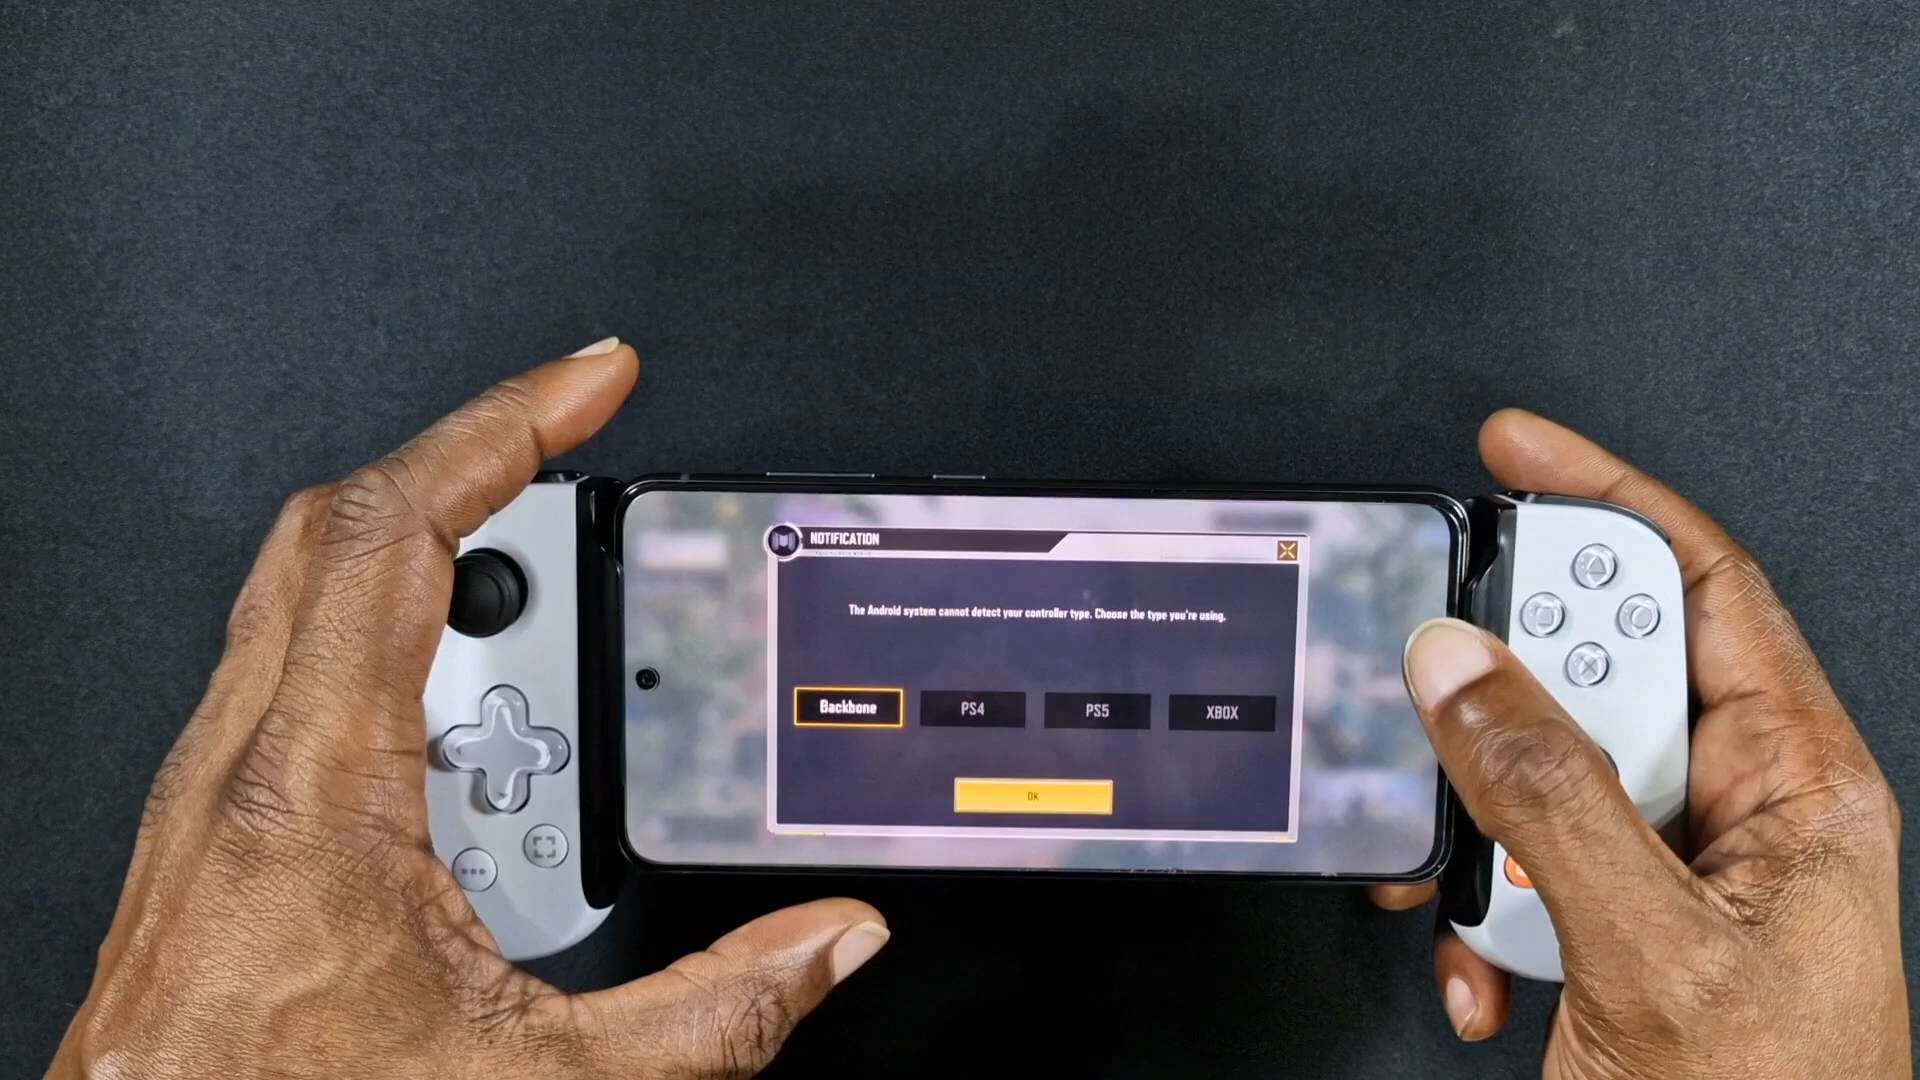 NOTIFICATION
The Android system cannot detect your controller type. Choose the type you're using.
Backbone
PS4
PS5
XBOX
OK